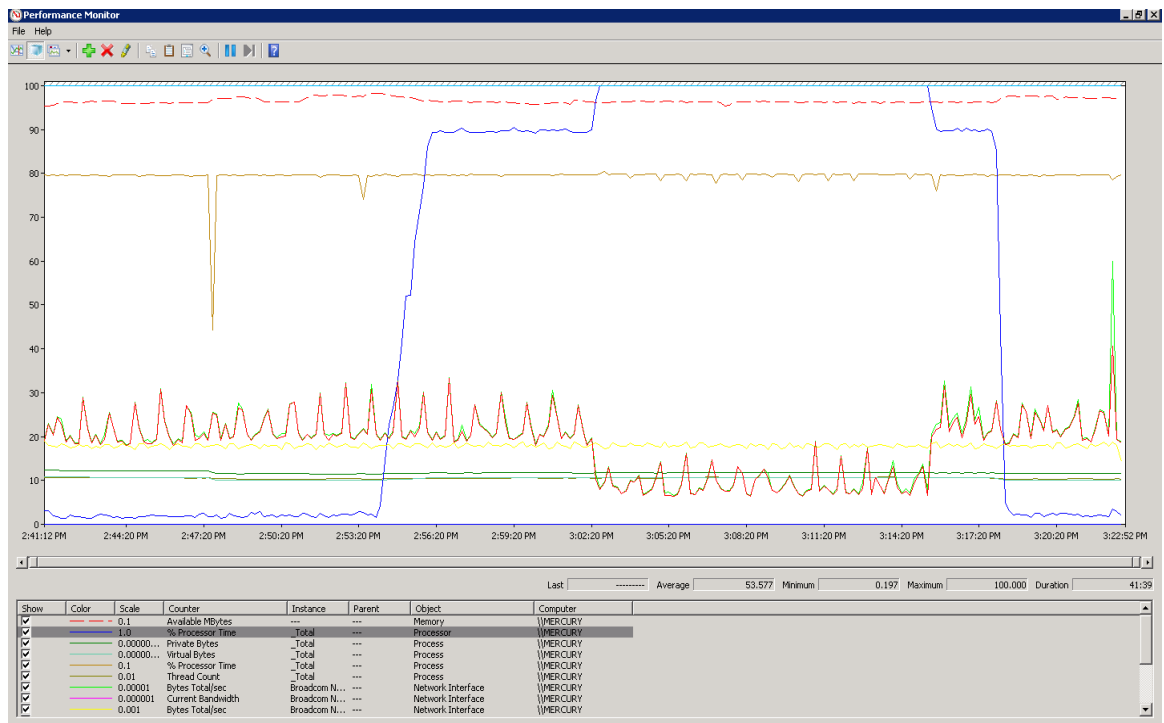 Performance Monitor
File Help
100
90
80
70
60
50
40
30
20
10
0
2:41:12 PM 2:44:20 PM 2:47:20 PM 2:50:20 PM 2:53:20 PM 2:56:20 PM 2:59:20 PM 3:02:20 PM 3:05:20 PM 3:08:20 PM 3:11:20 PM 3:14:20 PM 3:17:20 PM 3:20:20 PM 3:22:52 PM
Last --------- Average 53.577 Minimum 0.197 Maximum 100.000 Duration 41:39
Show Color Scale Counter Instance Parent Object Computer
0.1 Available MBytes --- --- Memory \\MERCURY
1.0 % Processor Time _Total --- Processor \\MERCURY
0.00000... Private Bytes _Total --- Process \\MERCURY
0.00000... Virtual Bytes _Total --- Process \\MERCURY
0.1 % Processor Time _Total --- Process \\MERCURY
0.01 Thread Count _Total --- Process \\MERCURY
0.00001 Bytes Total/sec Broadcom N... --- Network Interface \\MERCURY
0.000001 Current Bandwidth Broadcom N... --- Network Interface \\MERCURY
0.001 Bytes Total/sec Broadcom N... --- Network Interface \\MERCURY